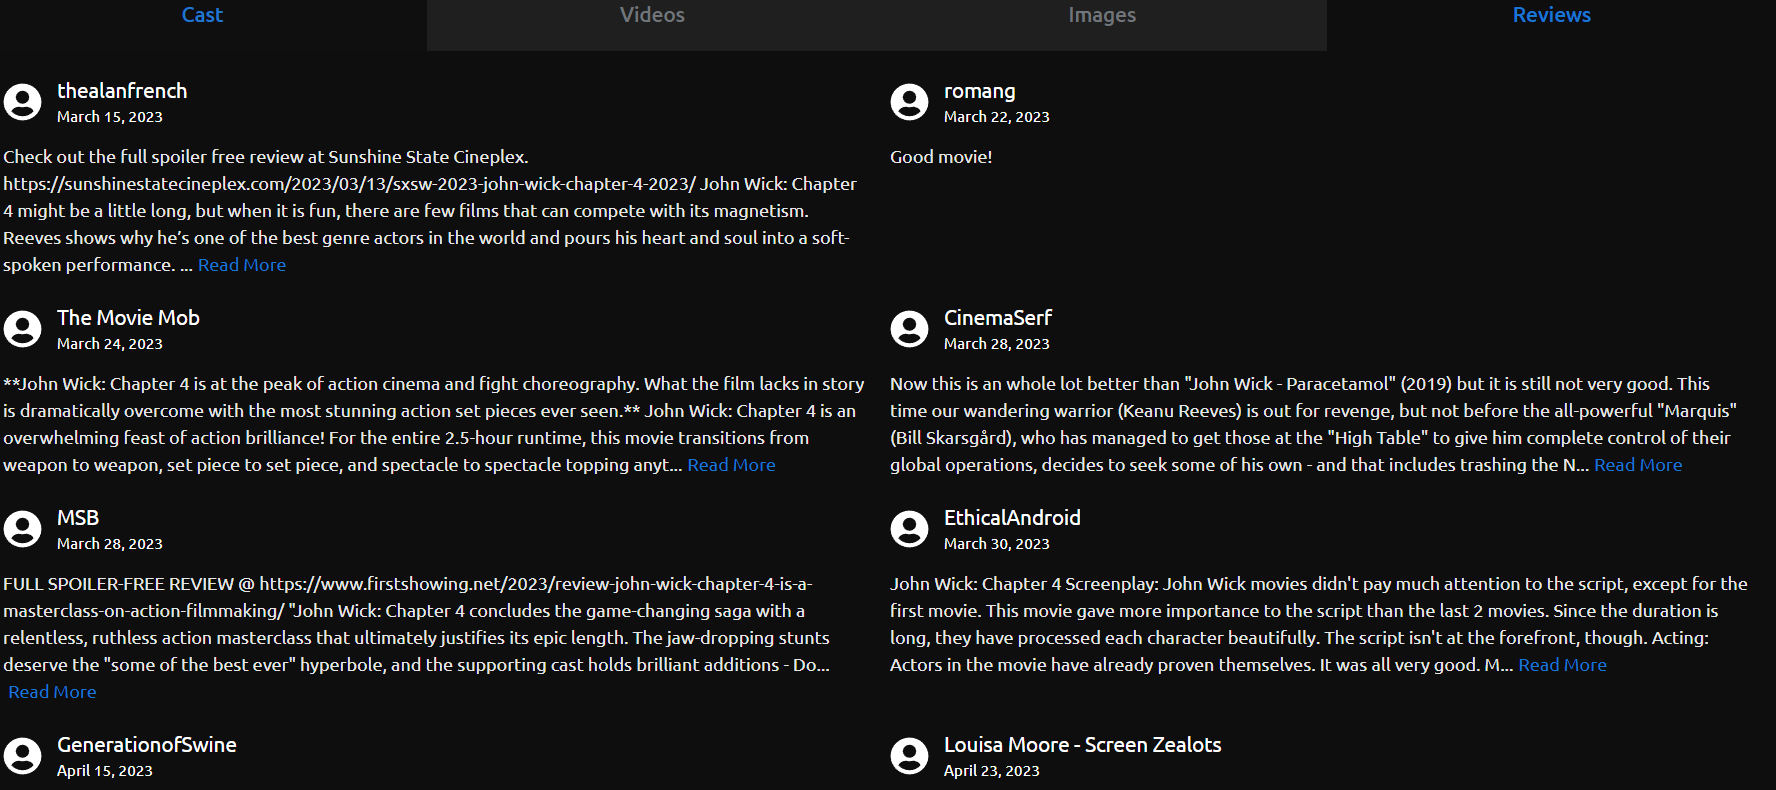 Cast
Videos
Images
Reviews
thealanfrench
March 15, 2023
Check out the full spoiler free review at Sunshine State Cineplex.
https://sunshinestatecineplex.com/2023/03/13/sxsw-2023-john-wick-chapter-4-2023/ John Wick: Chapter
4 might be a little long, but when it is fun, there are few films that can compete with its magnetism.
Reeves shows why he’s one of the best genre actors in the world and pours his heart and soul into a soft-
spoken performance. ... Read More
romang
March 22, 2023
Good movie!
The Movie Mob
March 24, 2023
**John Wick: Chapter 4 is at the peak of action cinema and fight choreography. What the film lacks in story
is dramatically overcome with the most stunning action set pieces ever seen.** John Wick: Chapter 4 is an
overwhelming feast of action brilliance! For the entire 2.5-hour runtime, this movie transitions from
weapon to weapon, set piece to set piece, and spectacle to spectacle topping anyt... Read More
CinemaSerf
March 28, 2023
Now this is an whole lot better than "John Wick - Paracetamol" (2019) but it is still not very good. This
time our wandering warrior (Keanu Reeves) is out for revenge, but not before the all-powerful "Marquis"
(Bill Skarsgård), who has managed to get those at the "High Table" to give him complete control of their
global operations, decides to seek some of his own - and that includes trashing the N... Read More
MSB
March 28, 2023
FULL SPOILER-FREE REVIEW @ https://www.firstshowing.net/2023/review-john-wick-chapter-4-is-a-
masterclass-on-action-filmmaking/ "John Wick: Chapter 4 concludes the game-changing saga with a
relentless, ruthless action masterclass that ultimately justifies its epic length. The jaw-dropping stunts
deserve the "some of the best ever" hyperbole, and the supporting cast holds brilliant additions - Do...
Read More
EthicalAndroid
March 30, 2023
John Wick: Chapter 4 Screenplay: John Wick movies didn't pay much attention to the script, except for the
first movie. This movie gave more importance to the script than the last 2 movies. Since the duration is
long, they have processed each character beautifully. The script isn't at the forefront, though. Acting:
Actors in the movie have already proven themselves. It was all very good. M... Read More
GenerationofSwine
April 15, 2023
Louisa Moore - Screen Zealots
April 23, 2023